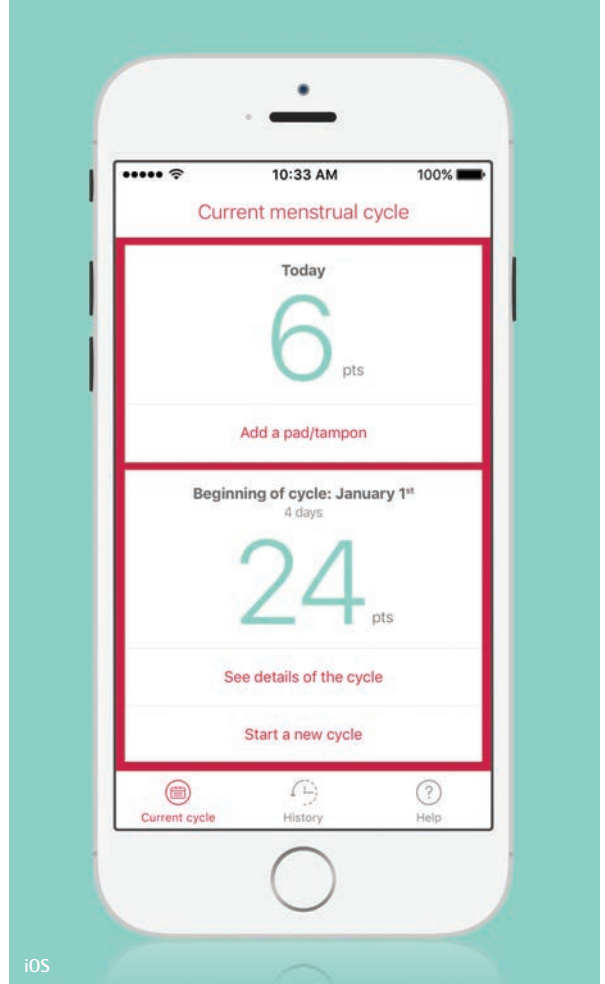 10:33 AM 100%
Current menstrual cycle
Today
6 pts
Add a pad/tampon
Beginning of cycle: January 1st
4 days
24 pts
See details of the cycle
Start a new cycle
Current cycle History ? Help
iOS